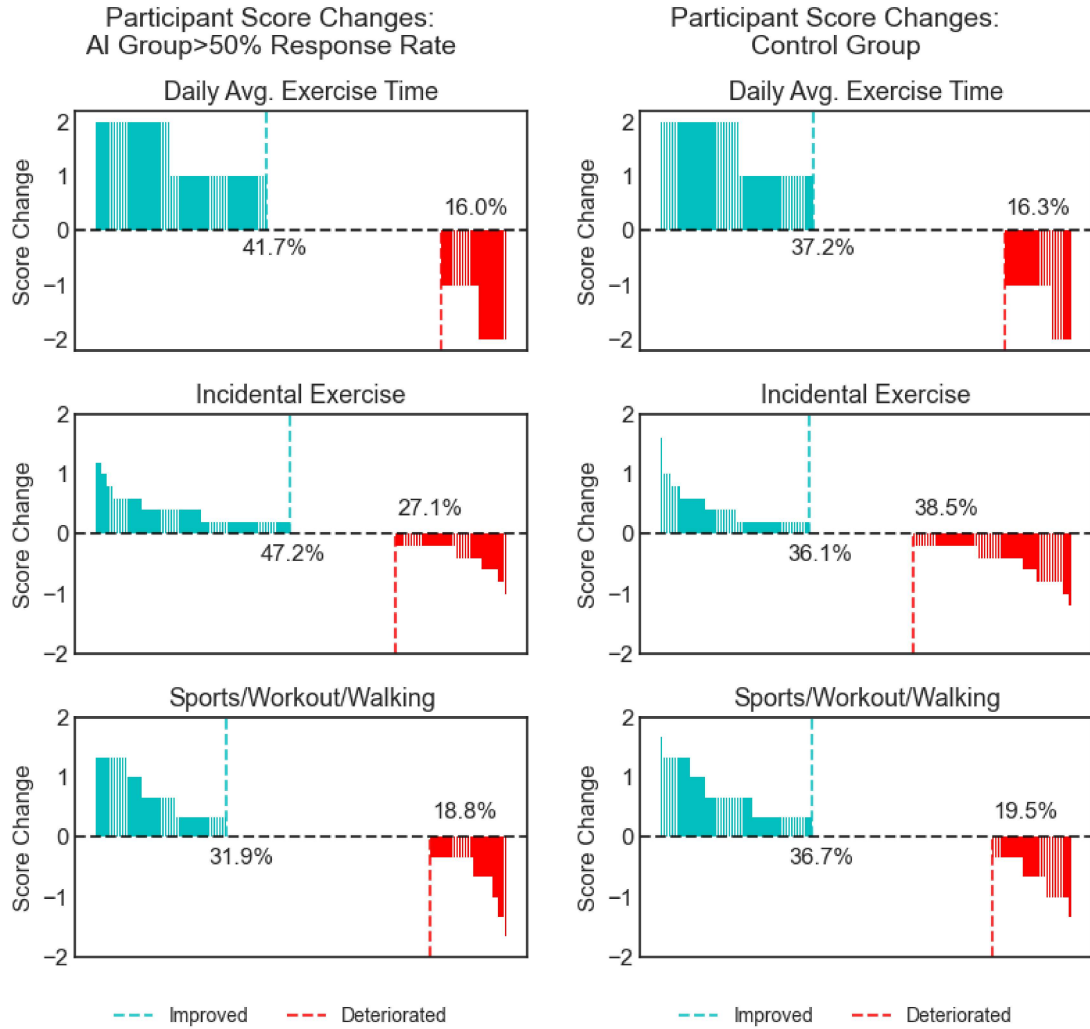 Participant Score Changes:
AI Group>50% Response Rate
Participant Score Changes:
Control Group
Daily Avg. Exercise Time
Score Change
2
1
0
−1
−2
41.7%
16.0%
Daily Avg. Exercise Time
Score Change
2
1
0
−1
−2
37.2%
16.3%
Incidental Exercise
Score Change
2
1
0
−1
−2
47.2%
27.1%
Incidental Exercise
Score Change
2
1
0
−1
−2
36.1%
38.5%
Sports/Workout/Walking
Score Change
2
1
0
−1
−2
31.9%
18.8%
Sports/Workout/Walking
Score Change
2
1
0
−1
−2
36.7%
19.5%
Improved
Deteriorated
Improved
Deteriorated